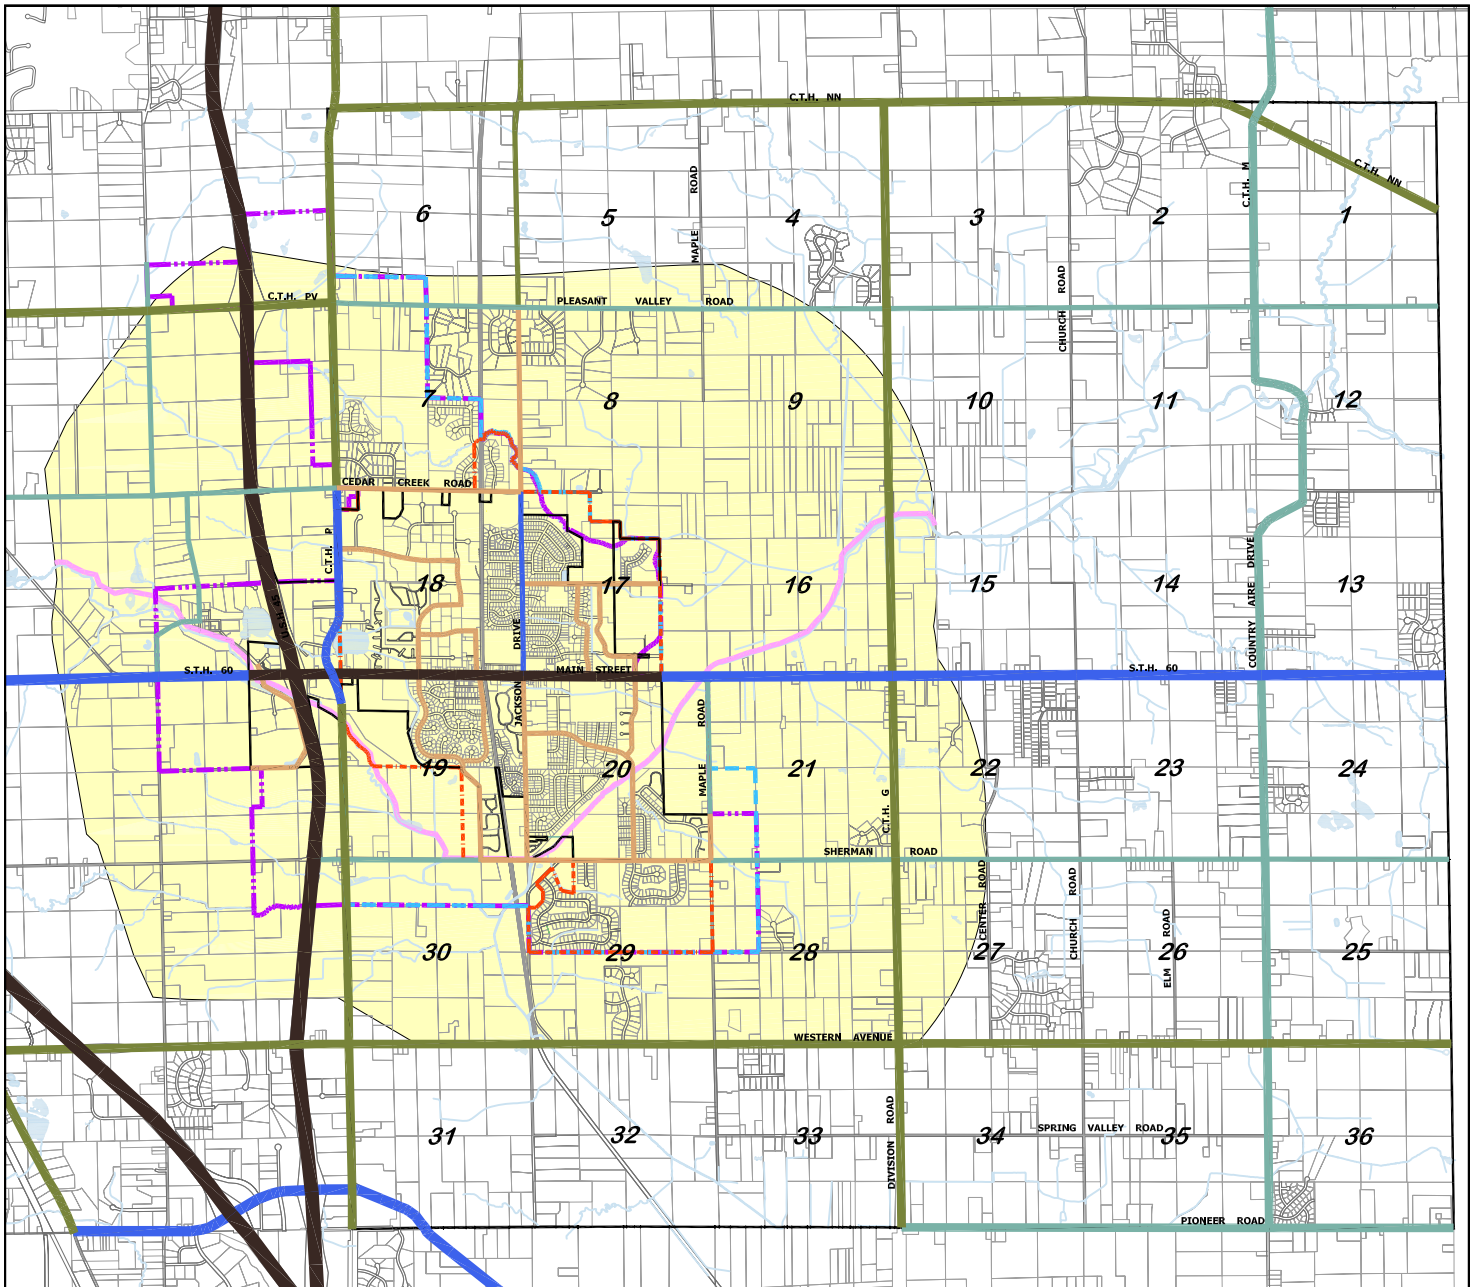 C.T.H. NN
C.T.H. NN
C.T.H. M
MAPLE ROAD
6
5
4
3
2
1
C.T.H. PV
PLEASANT VALLEY ROAD
CHURCH ROAD
7
8
9
10
11
12
CEDAR CREEK ROAD
C.T.H. P
U.S.H. 45
18
17
16
15
14
13
COUNTRY AIRE DRIVE
S.T.H. 60
MAIN STREET
S.T.H. 60
JACKSON DRIVE
MAPLE ROAD
19
20
21
22
23
24
C.T.H. G
SHERMAN ROAD
CENTER ROAD
CHURCH ROAD
ELM ROAD
30
29
28
27
26
25
WESTERN AVENUE
DIVISION ROAD
31
32
33
34
SPRING VALLEY ROAD
35
36
PIONEER ROAD